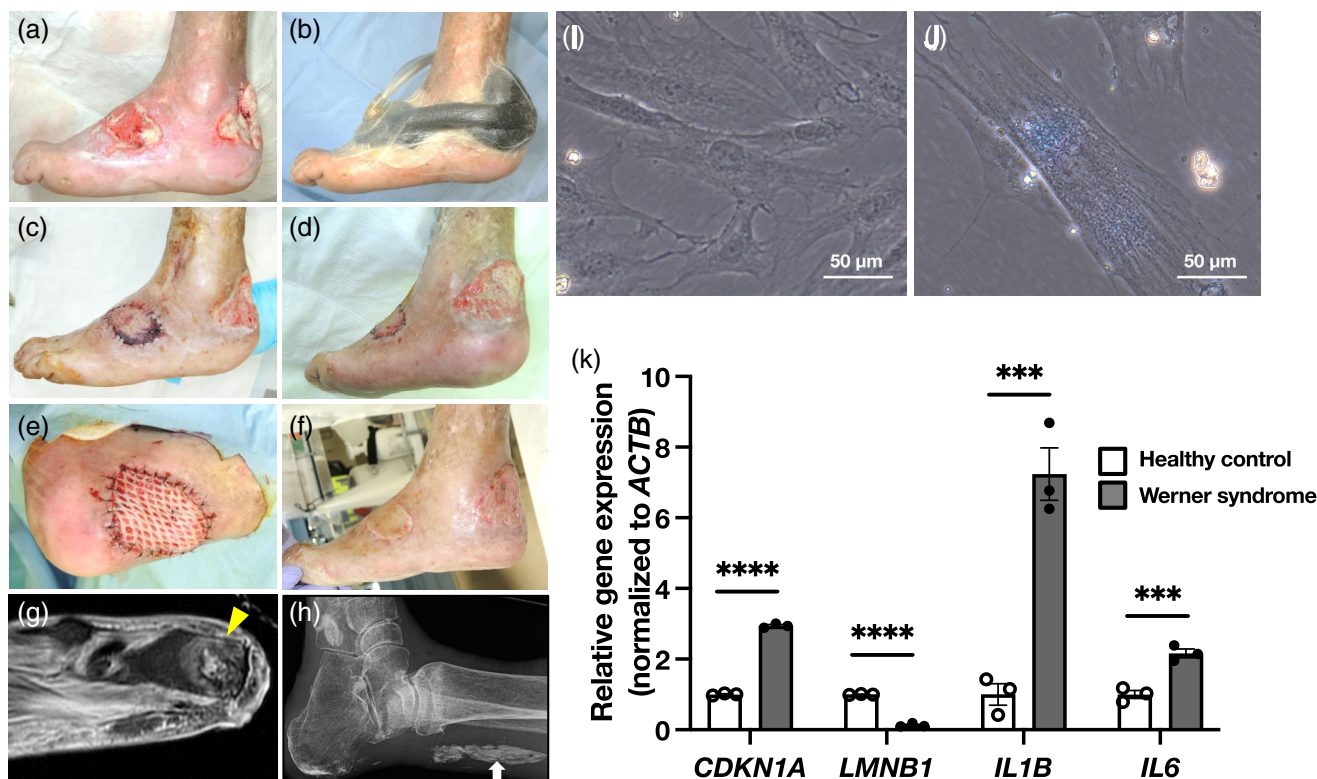 (a)
(b)
(c)
(d)
(e)
(f)
(g)
(h)
(I)
50 µm
(J)
50 µm
(k)
Relative gene expression
(normalized to ACTB)
10
8
6
4
2
0
****
****
***
***
Healthy control
Werner syndrome
CDKN1A
LMNB1
IL1B
IL6